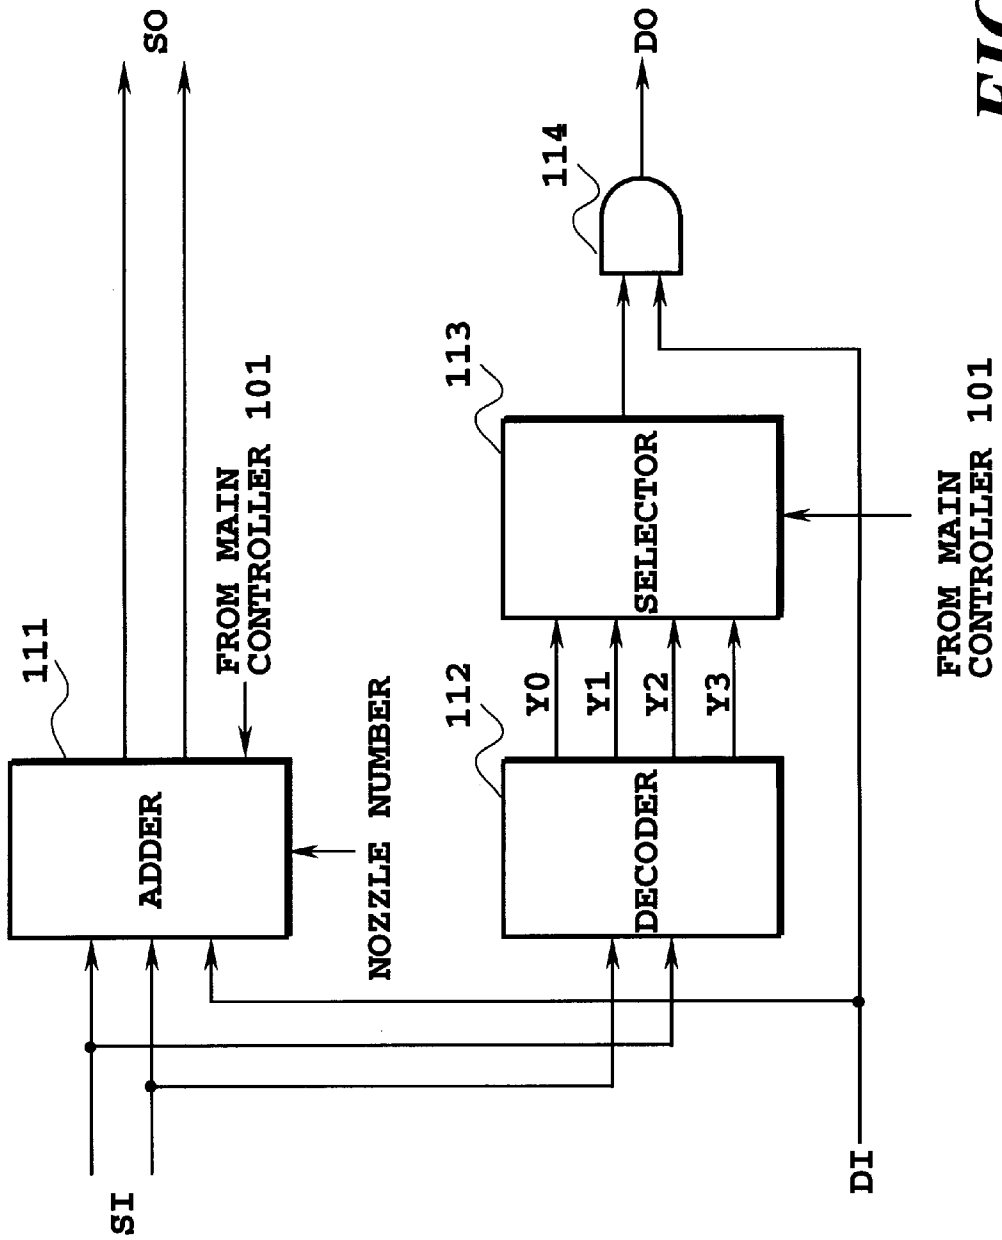 SI
ADDER
111
NOZZLE NUMBER
FROM MAIN
CONTROLLER 101
SO
DECODER
112
Y0
Y1
Y2
Y3
SELECTOR
113
114
DO
DI
FROM MAIN
CONTROLLER 101